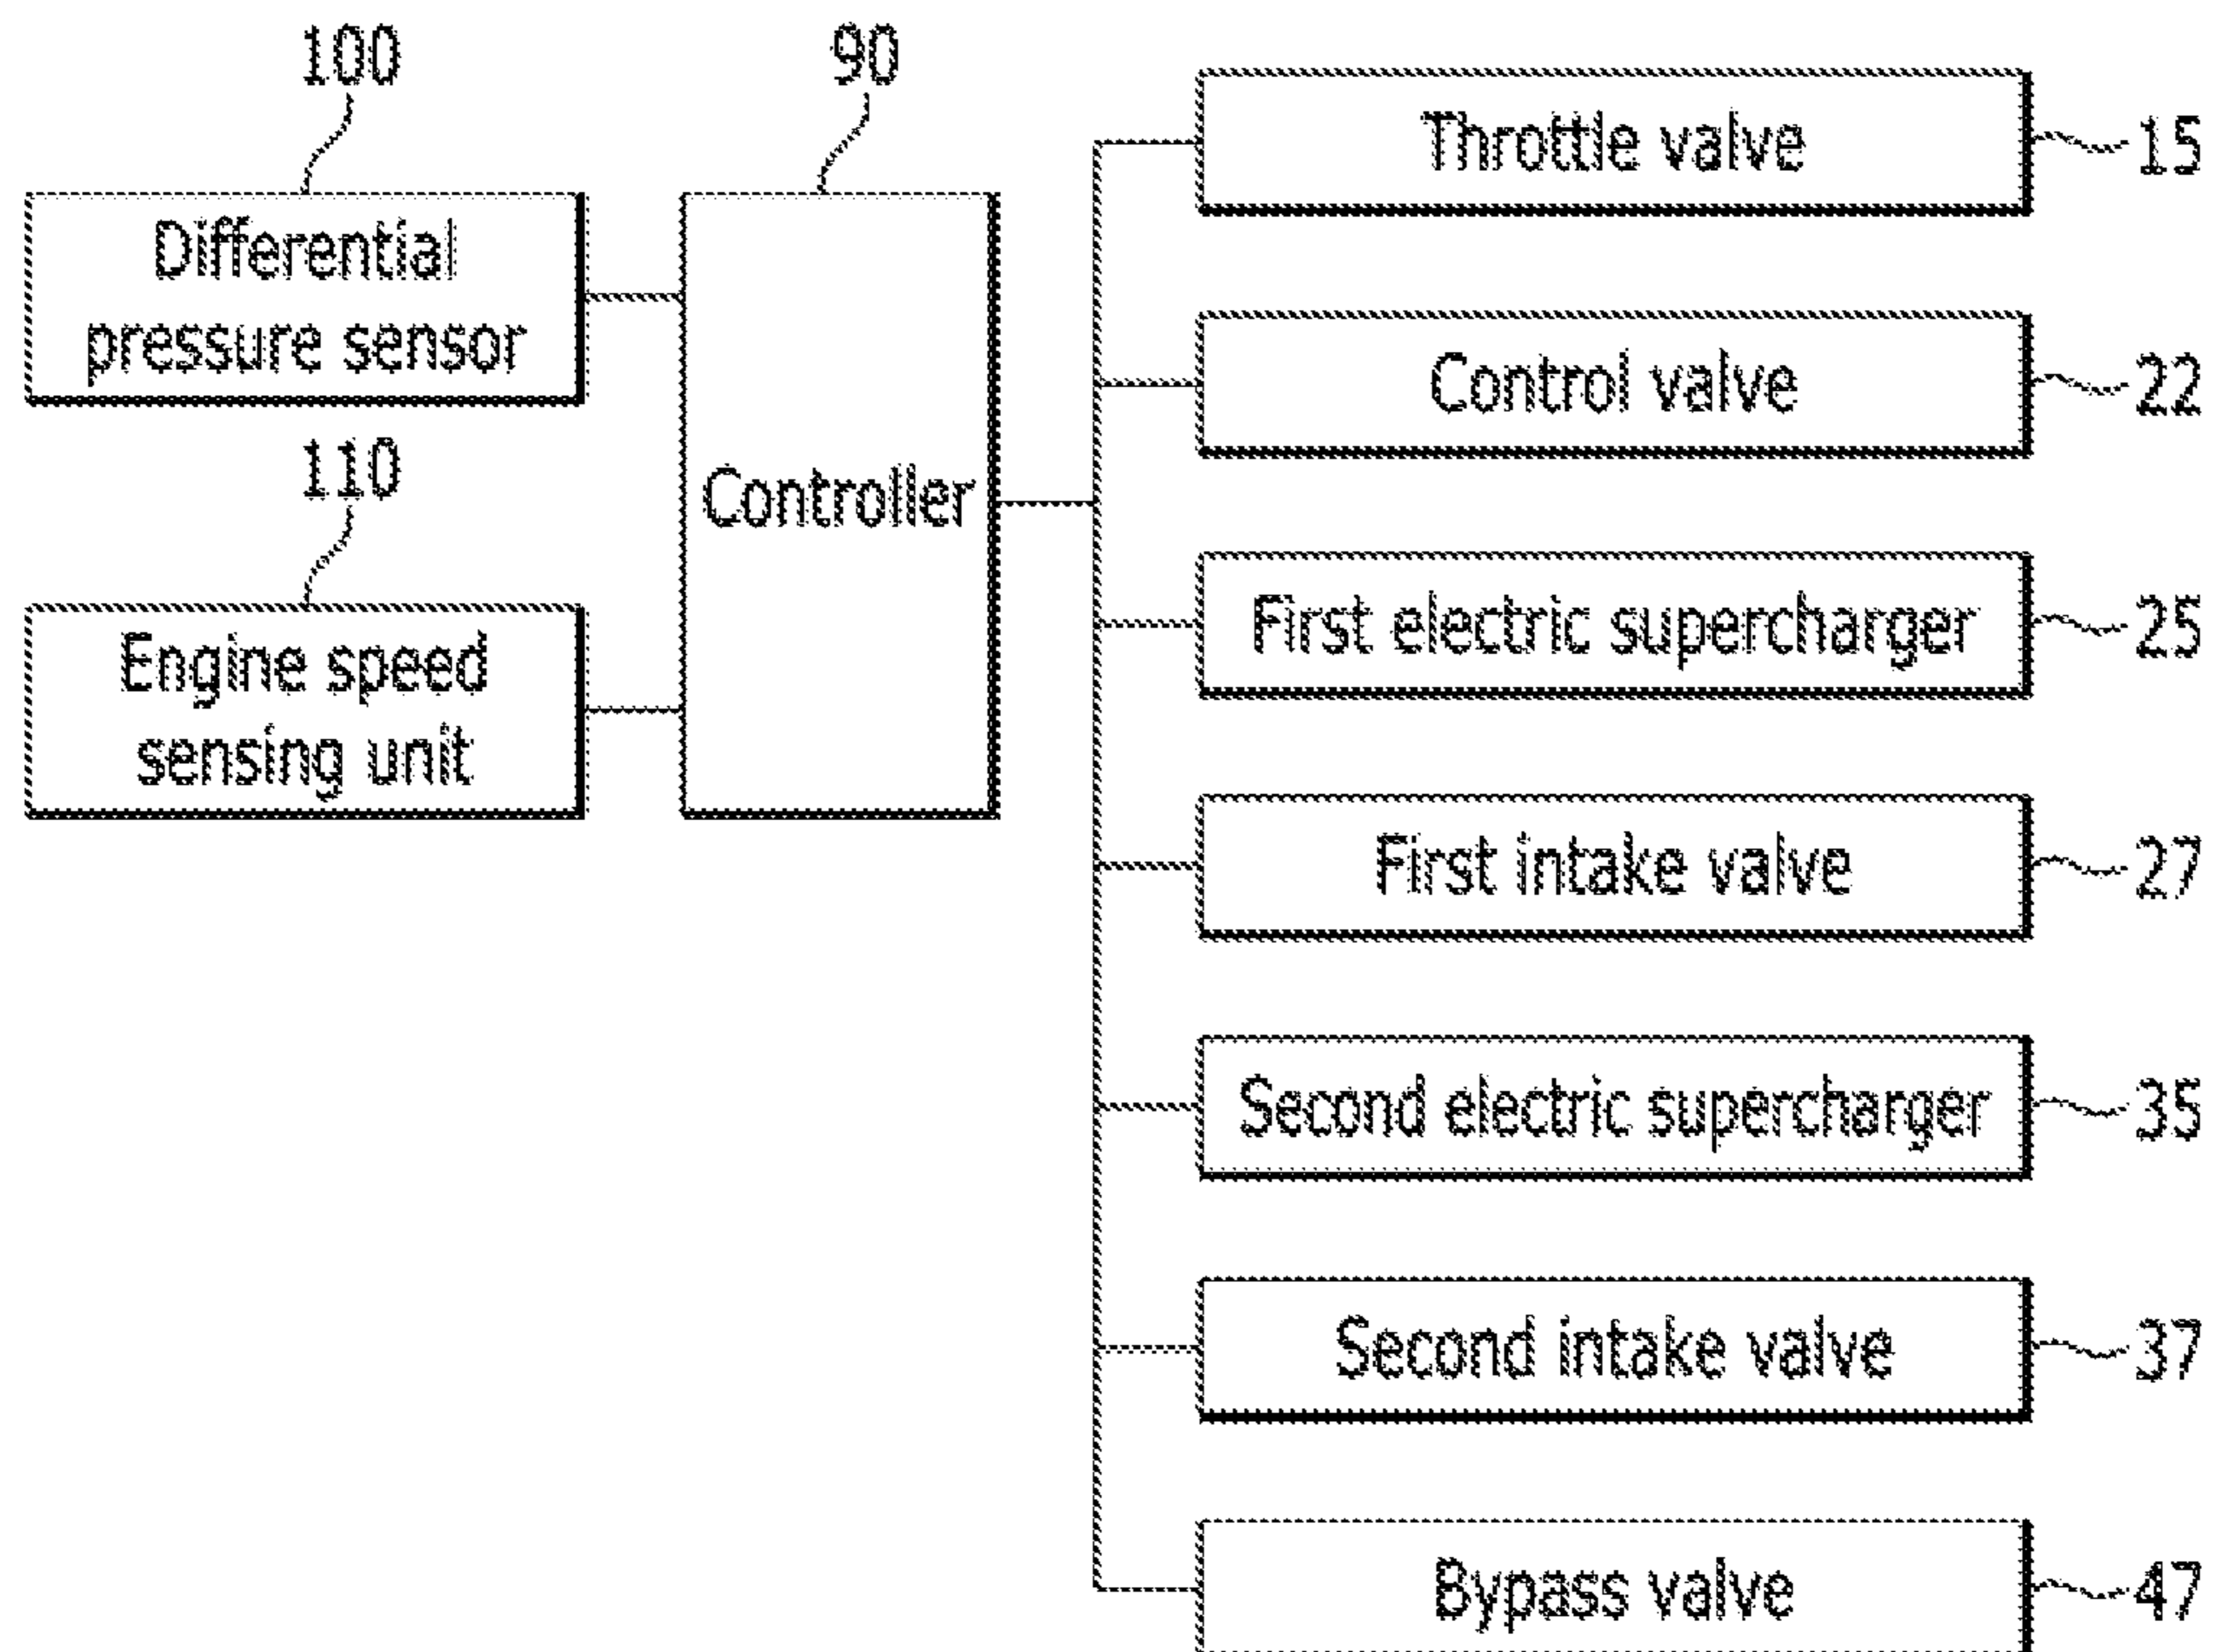 100
90
Differential
pressure sensor
110
Engine speed
sensing unit
Controller
Throttle valve
15
Control valve
22
First electric supercharger
25
First intake valve
27
Second electric supercharger
35
Second intake valve
37
Bypass valve
47